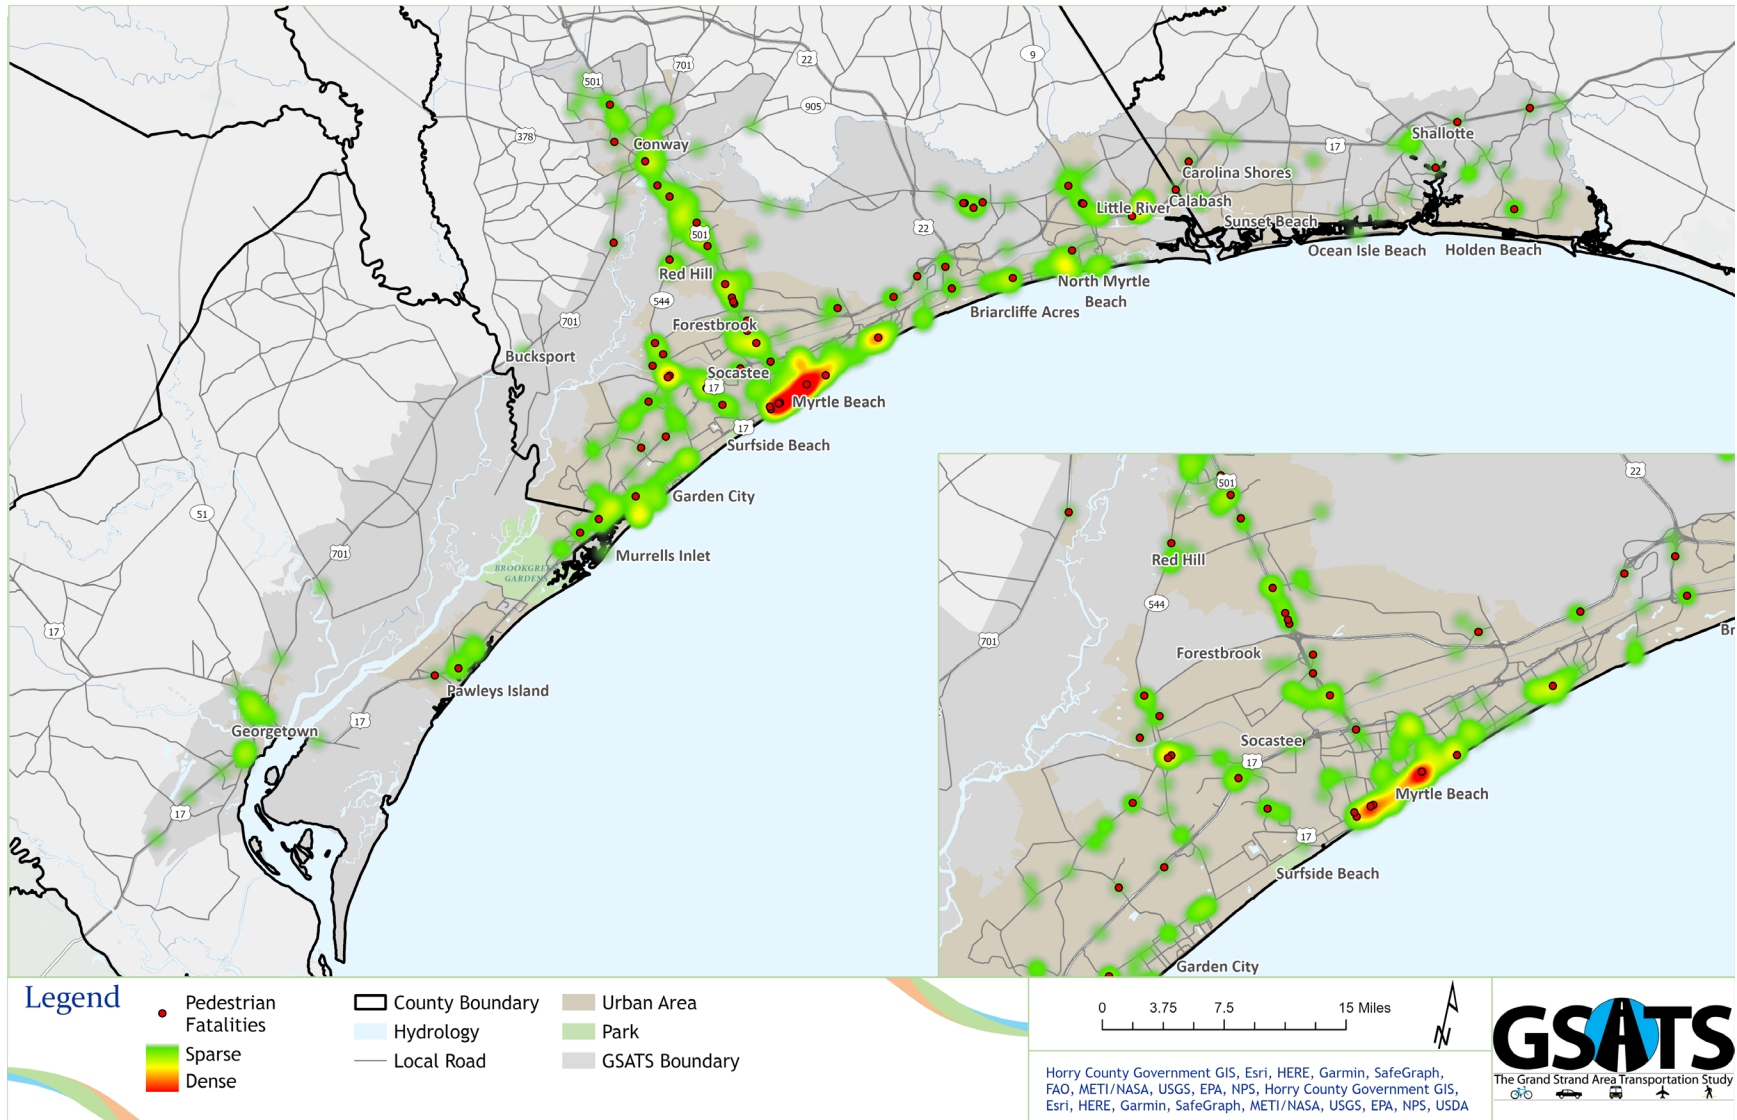 501
701
22
9
905
378
Conway
17
Shallotte
Carolina Shores
Little River
Calabash
22
Sunset Beach
501
Ocean Isle Beach
Holden Beach
Red Hill
North Myrtle
Beach
544
Briarcliffe Acres
701
Forestbrook
Bucksport
Socastee
17
Myrtle Beach
17
Surfside Beach
Garden City
51
701
Murrells Inlet
BROOKGREEN
GARDENS
17
Pawleys Island
17
Georgetown
17
22
501
Red Hill
544
701
Forestbrook
Br
Socastee
17
Myrtle Beach
17
Surfside Beach
Garden City
Legend
Pedestrian
Fatalities
Sparse
Dense
County Boundary
Hydrology
Local Road
Urban Area
Park
GSATS Boundary
0 3.75 7.5 15 Miles
N
Horry County Government GIS, Esri, HERE, Garmin, SafeGraph,
FAO, METI/NASA, USGS, EPA, NPS, Horry County Government GIS,
Esri, HERE, Garmin, SafeGraph, METI/NASA, USGS, EPA, NPS, USDA
GSATS
The Grand Strand Area Transportation Study